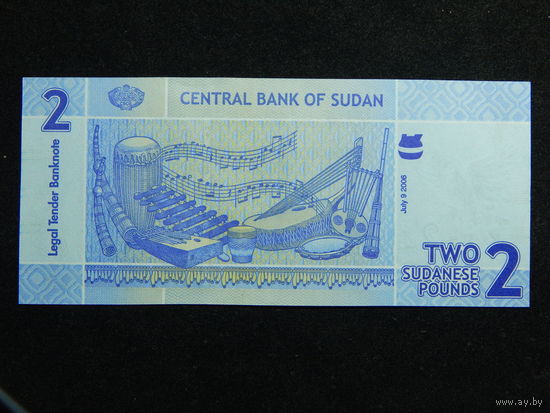 CENTRAL BANK OF SUDAN
2
Legal Tender Banknote
July 9 2006
TWO
SUDANESE
POUNDS
2
www.ay.by